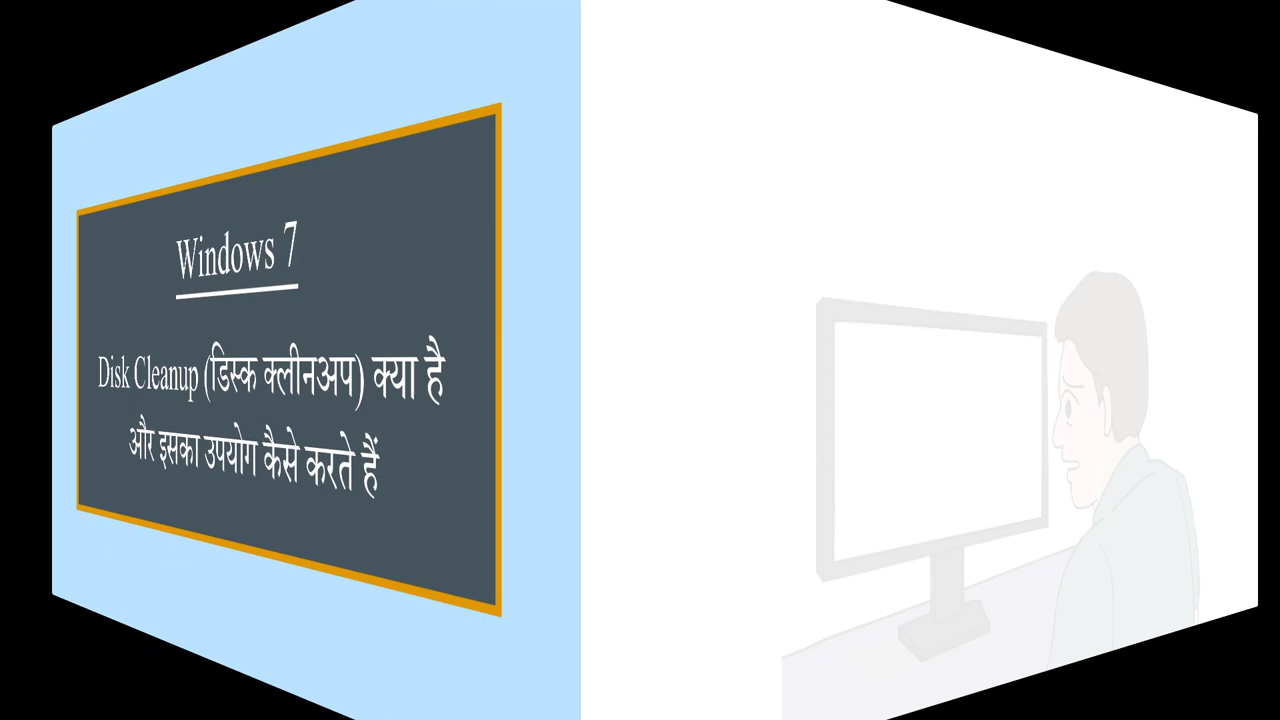 Windows 7
Disk Cleanup (डिस्क क्लीनअप) क्या है
और इसका उपयोग कैसे करते हैं